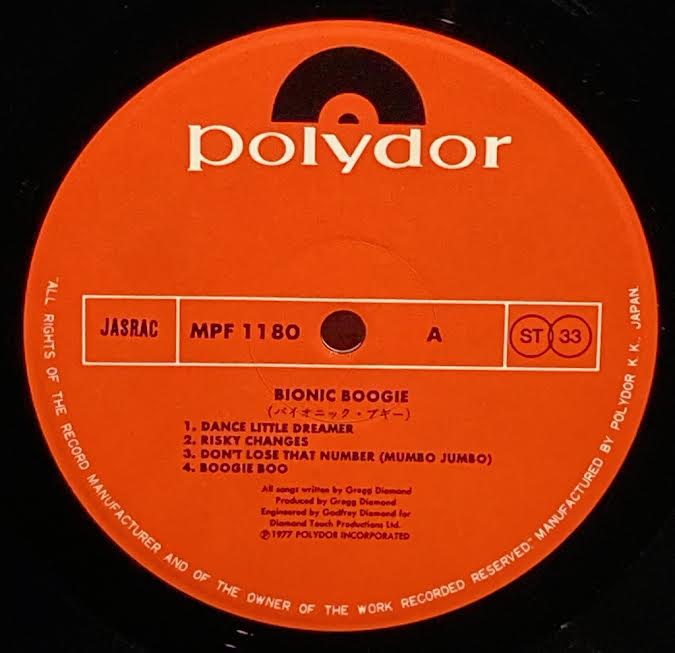 polydor
JASRAC MPF 1180 A ST 33
BIONIC BOOGIE
(バイオニック・ブギー)
1. DANCE LITTLE DREAMER
2. RISKY CHANGES
3. DON'T LOSE THAT NUMBER (MUMBO JUMBO)
4. BOOGIE BOO
All songs written by Gregg Diamond
Produced by Gregg Diamond
Engineered by Godfrey Diamond for
Diamond Touch Productions Ltd.
Ⓟ1977 POLYDOR INCORPORATED
"ALL RIGHTS OF THE RECORD MANUFACTURER AND OF THE OWNER OF THE WORK RECORDED RESERVED." MANUFACTURED BY POLYDOR K.K., JAPAN